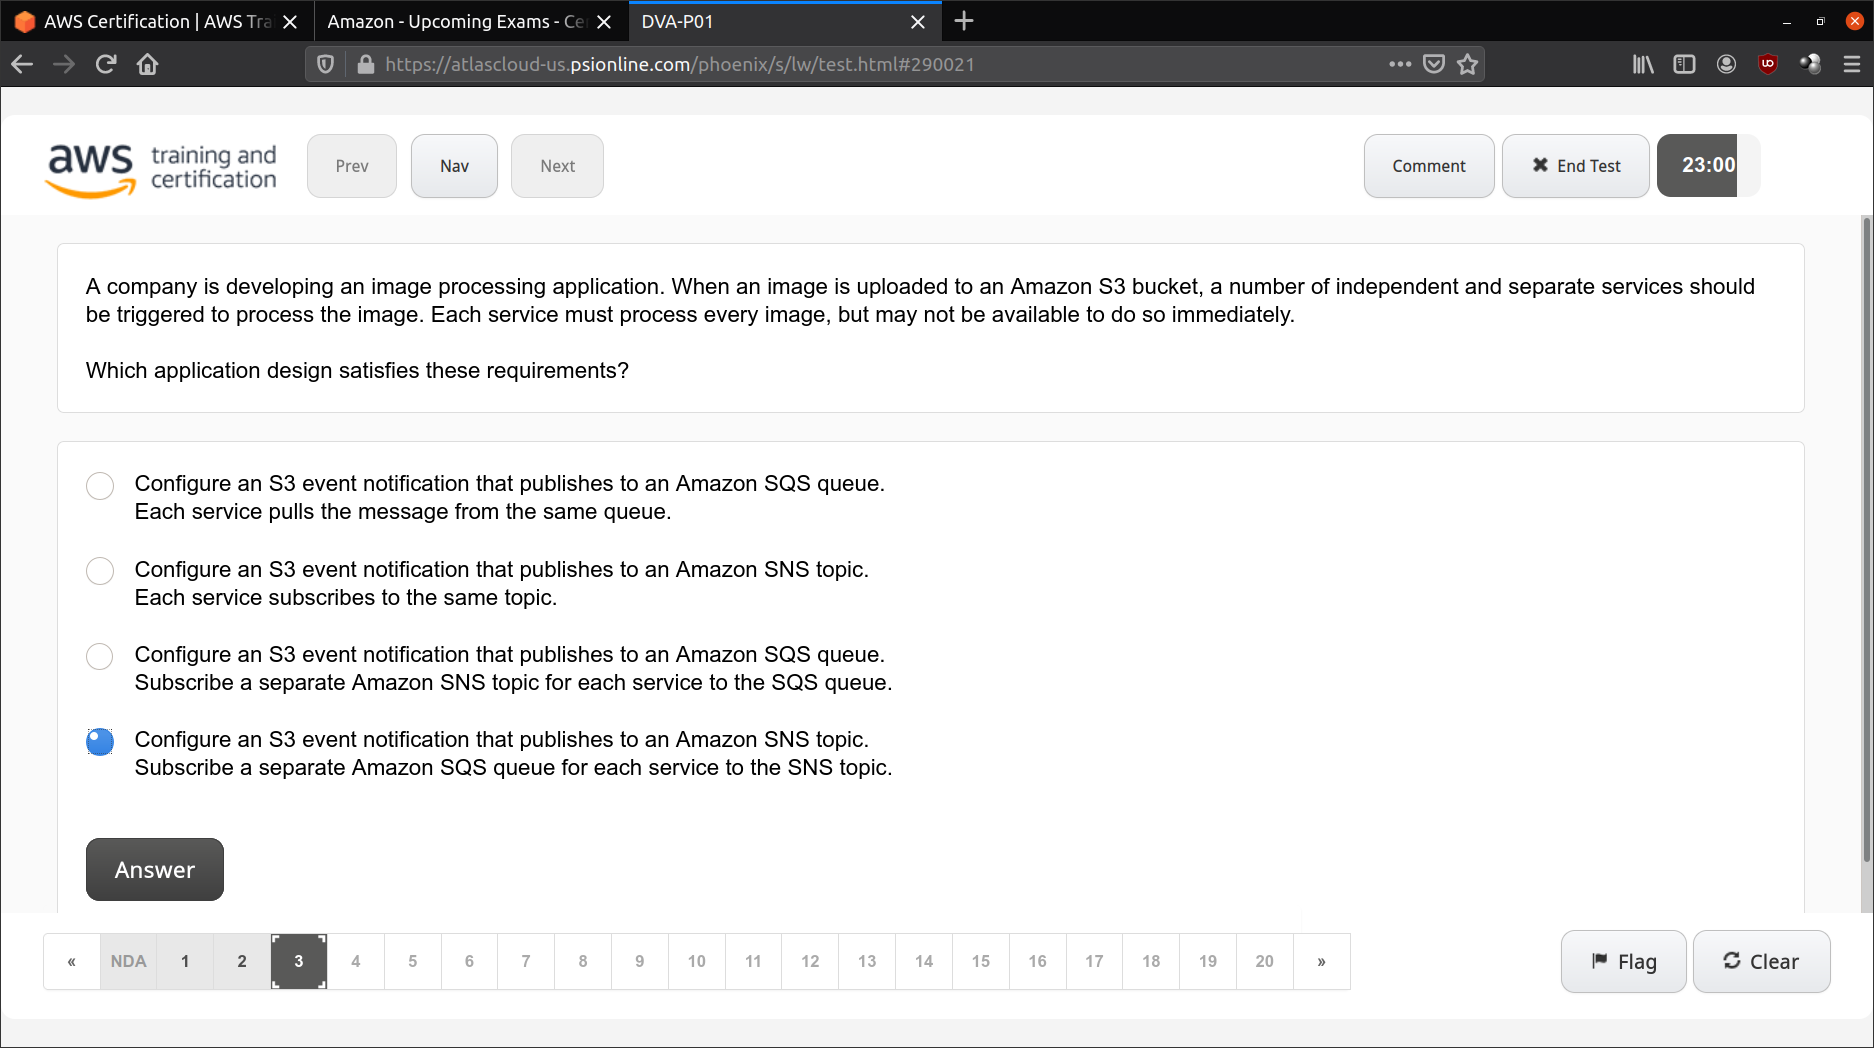 AWS Certification | AWS Tra
Amazon - Upcoming Exams - Ce
DVA-P01
https://atlascloud-us.psionline.com/phoenix/s/lw/test.html#290021
aws training and certification
Prev
Nav
Next
Comment
✖ End Test
23:00
A company is developing an image processing application. When an image is uploaded to an Amazon S3 bucket, a number of independent and separate services should
be triggered to process the image. Each service must process every image, but may not be available to do so immediately.
Which application design satisfies these requirements?
Configure an S3 event notification that publishes to an Amazon SQS queue.
Each service pulls the message from the same queue.
Configure an S3 event notification that publishes to an Amazon SNS topic.
Each service subscribes to the same topic.
Configure an S3 event notification that publishes to an Amazon SQS queue.
Subscribe a separate Amazon SNS topic for each service to the SQS queue.
Configure an S3 event notification that publishes to an Amazon SNS topic.
Subscribe a separate Amazon SQS queue for each service to the SNS topic.
Answer
« NDA 1 2 3 4 5 6 7 8 9 10 11 12 13 14 15 16 17 18 19 20 »
Flag
Clear